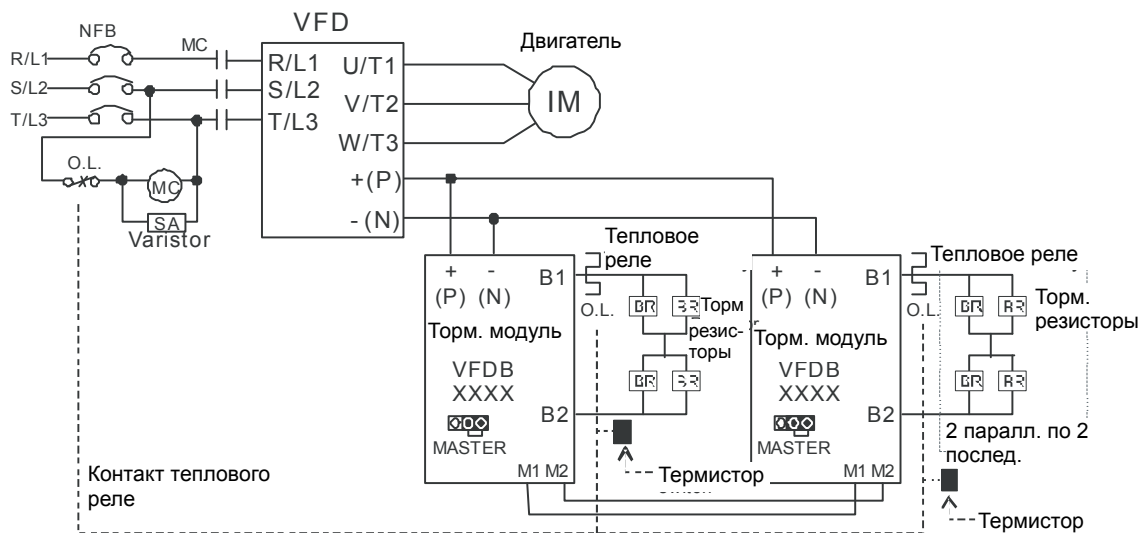 VFD
NFB
MC
Двигатель
R/L1
S/L2
T/L3
R/L1
S/L2
T/L3
U/T1
V/T2
W/T3
+(P)
-(N)
IM
O.L.
MC
SA
Varistor
Тепловое
реле
+ -
(P) (N)
B1
O.L.
BR
BR
Торм
резис-
торы
Торм. модуль
VFDB
XXXX
BR
BR
B2
MASTER
M1 M2
Термистор
Тепловое реле
+ -
(P) (N)
B1
O.L.
BR
BR
Торм.
резисторы
Торм. модуль
VFDB
XXXX
BR
BR
B2
MASTER
M1 M2
2 паралл. по 2
послед.
Термистор
Контакт теплового
реле